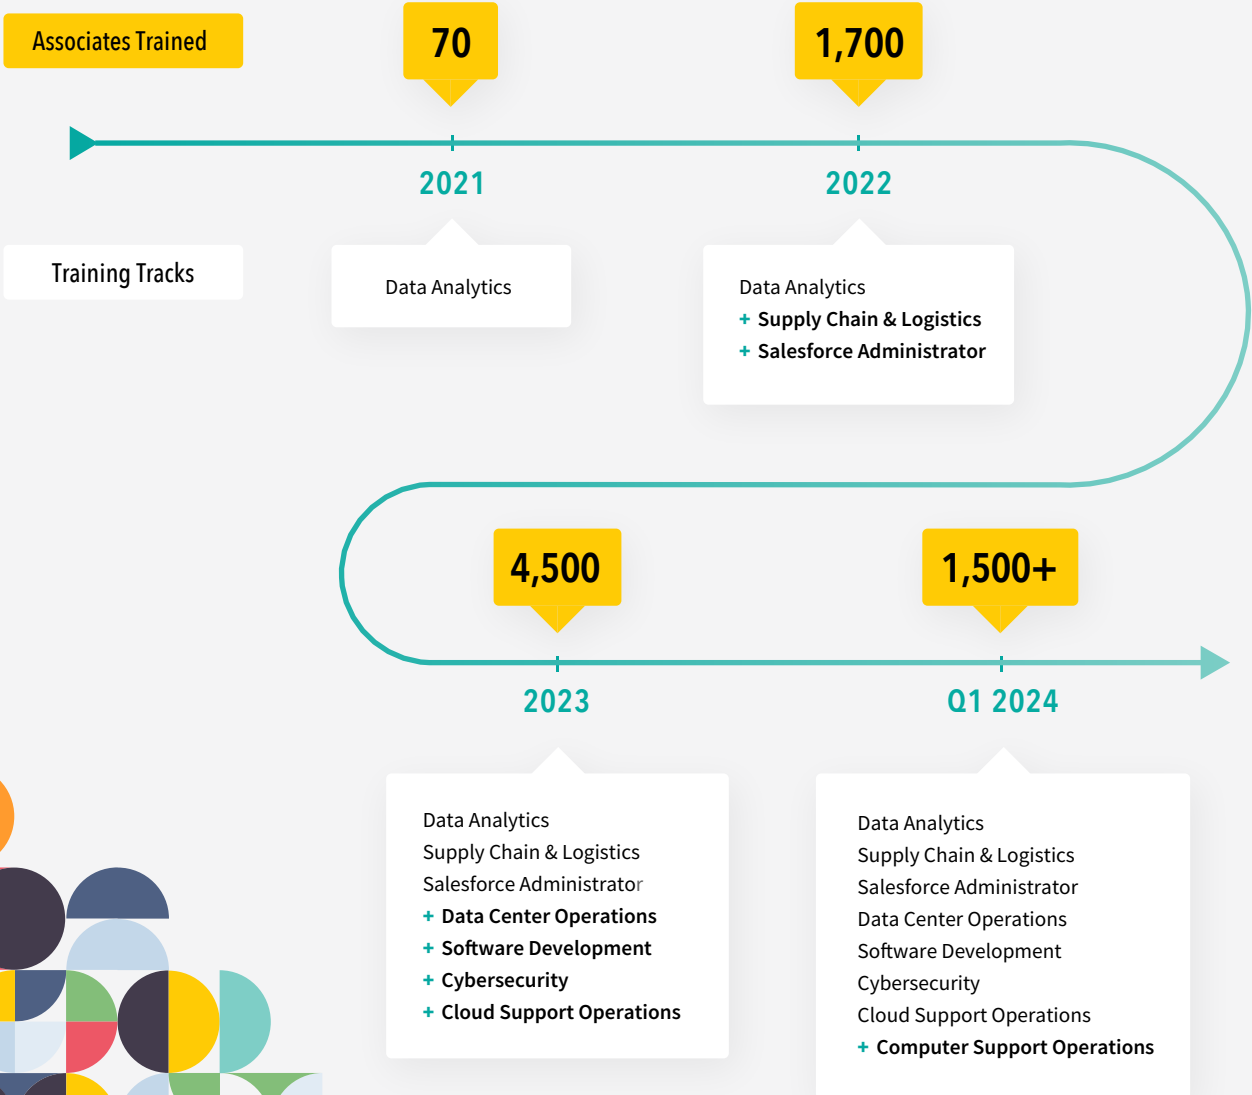 Associates Trained
70
1,700
2021
2022
Training Tracks
Data Analytics
Data Analytics
+ Supply Chain & Logistics
+ Salesforce Administrator
4,500
1,500+
2023
Q1 2024
Data Analytics
Supply Chain & Logistics
Salesforce Administrator
+ Data Center Operations
+ Software Development
+ Cybersecurity
+ Cloud Support Operations
Data Analytics
Supply Chain & Logistics
Salesforce Administrator
Data Center Operations
Software Development
Cybersecurity
Cloud Support Operations
+ Computer Support Operations